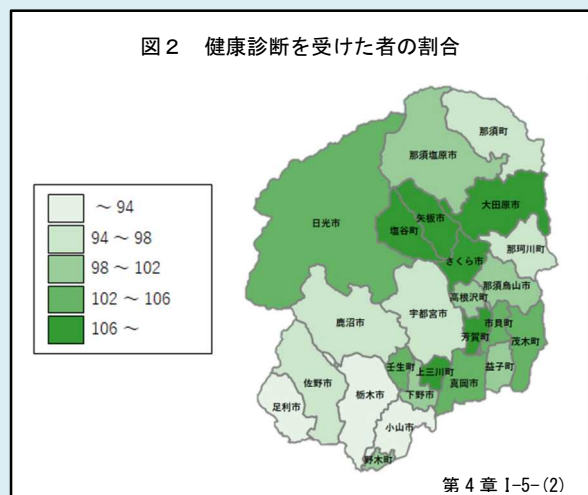 図２　健康診断を受けた者の割合
～ 94
94 ～ 98
98 ～ 102
102 ～ 106
106 ～
那須町
那須塩原市
大田原市
日光市
矢板市
塩谷町
那珂川町
さくら市
那須烏山市
高根沢町
宇都宮市
鹿沼市
市貝町
芳賀町
茂木町
壬生町
上三川町
益子町
真岡市
佐野市
栃木市
下野市
足利市
小山市
野木町
第４章 Ⅰ-5-(2)